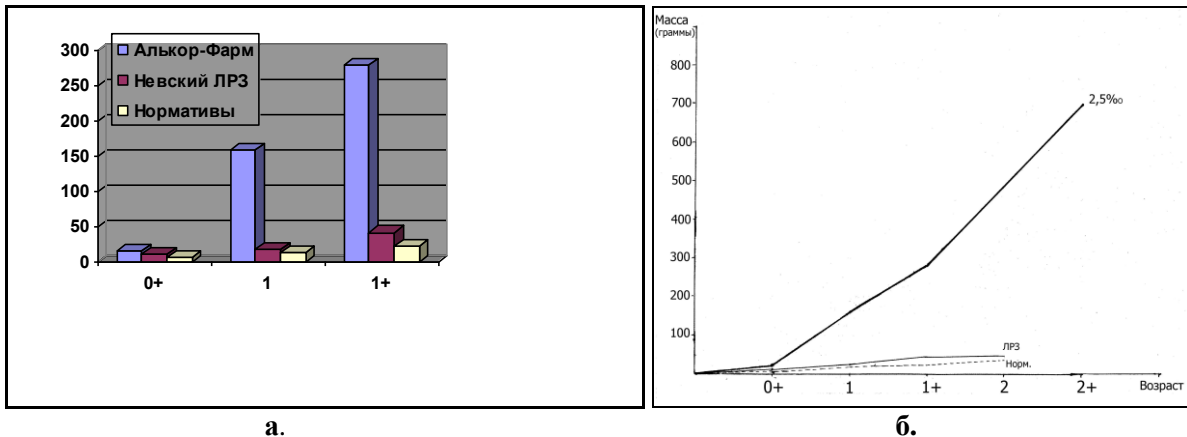 300
250
200
150
100
50
0
Алькор-Фарм
Невский ЛРЗ
Нормативы
0+ 1 1+
а.
Масса
(граммы)
800
700
600
500
400
300
200
100
2,5‰
ЛРЗ
Норм.
0+ 1 1+ 2 2+ Возраст
б.